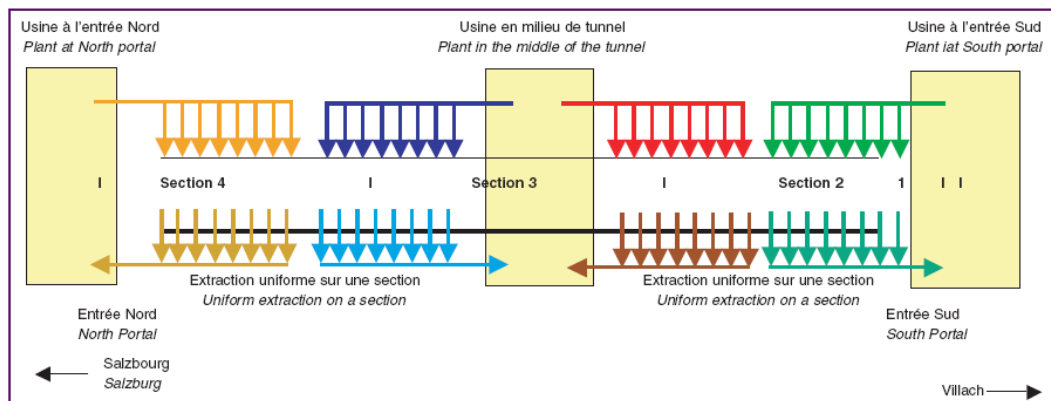 Usine à l'entrée Nord
Plant at North portal
Usine en milieu de tunnel
Plant in the middle of the tunnel
Usine à l'entrée Sud
Plant iat South portal
I Section 4 I Section 3 I Section 2 1 I I
Extraction uniforme sur une section
Uniform extraction on a section
Extraction uniforme sur une section
Uniform extraction on a section
Entrée Nord
North Portal
Entrée Sud
South Portal
Salzbourg
Salzburg
Villach